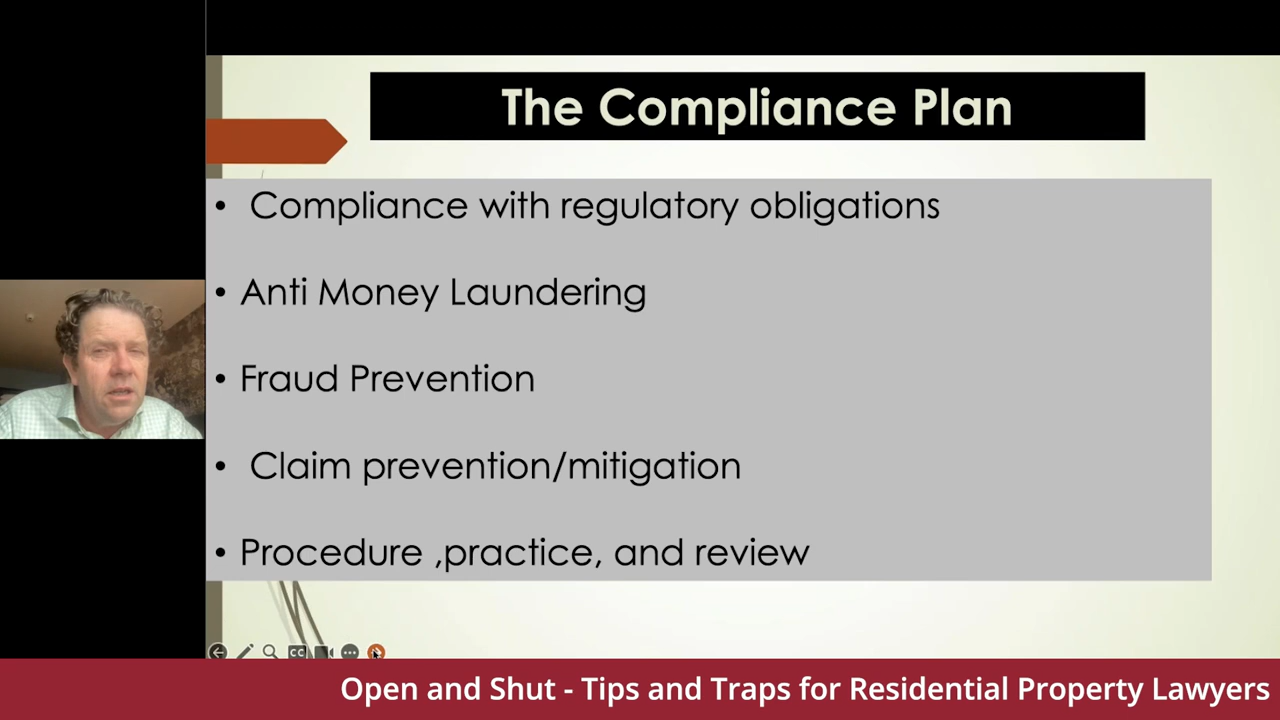 The Compliance Plan
• Compliance with regulatory obligations
• Anti Money Laundering
• Fraud Prevention
• Claim prevention/mitigation
• Procedure ,practice, and review
CC
Open and Shut - Tips and Traps for Residential Property Lawyers